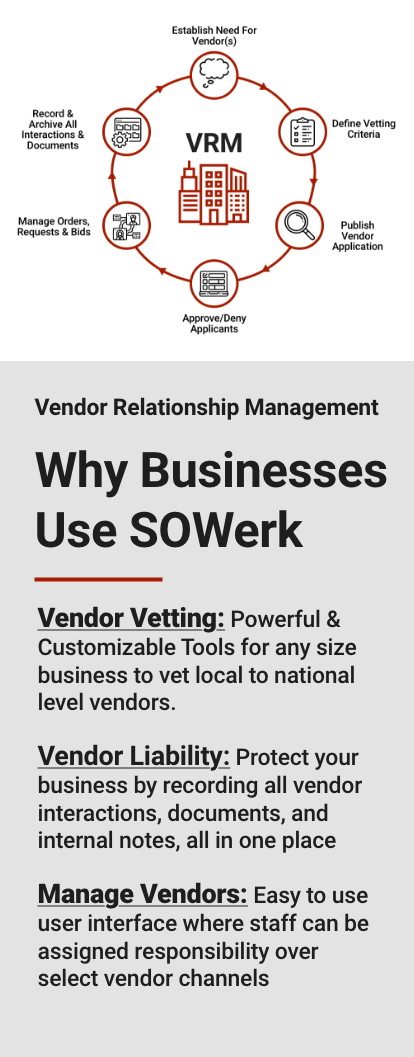 Establish Need For
Vendor(s)
Define Vetting
Criteria
Publish
Vendor
Application
Approve/Deny
Applicants
Manage Orders,
Requests & Bids
Record &
Archive All
Interactions &
Documents
VRM
Vendor Relationship Management
Why Businesses
Use SOWerk
Vendor Vetting: Powerful &
Customizable Tools for any size
business to vet local to national
level vendors.
Vendor Liability: Protect your
business by recording all vendor
interactions, documents, and
internal notes, all in one place
Manage Vendors: Easy to use
user interface where staff can be
assigned responsibility over
select vendor channels